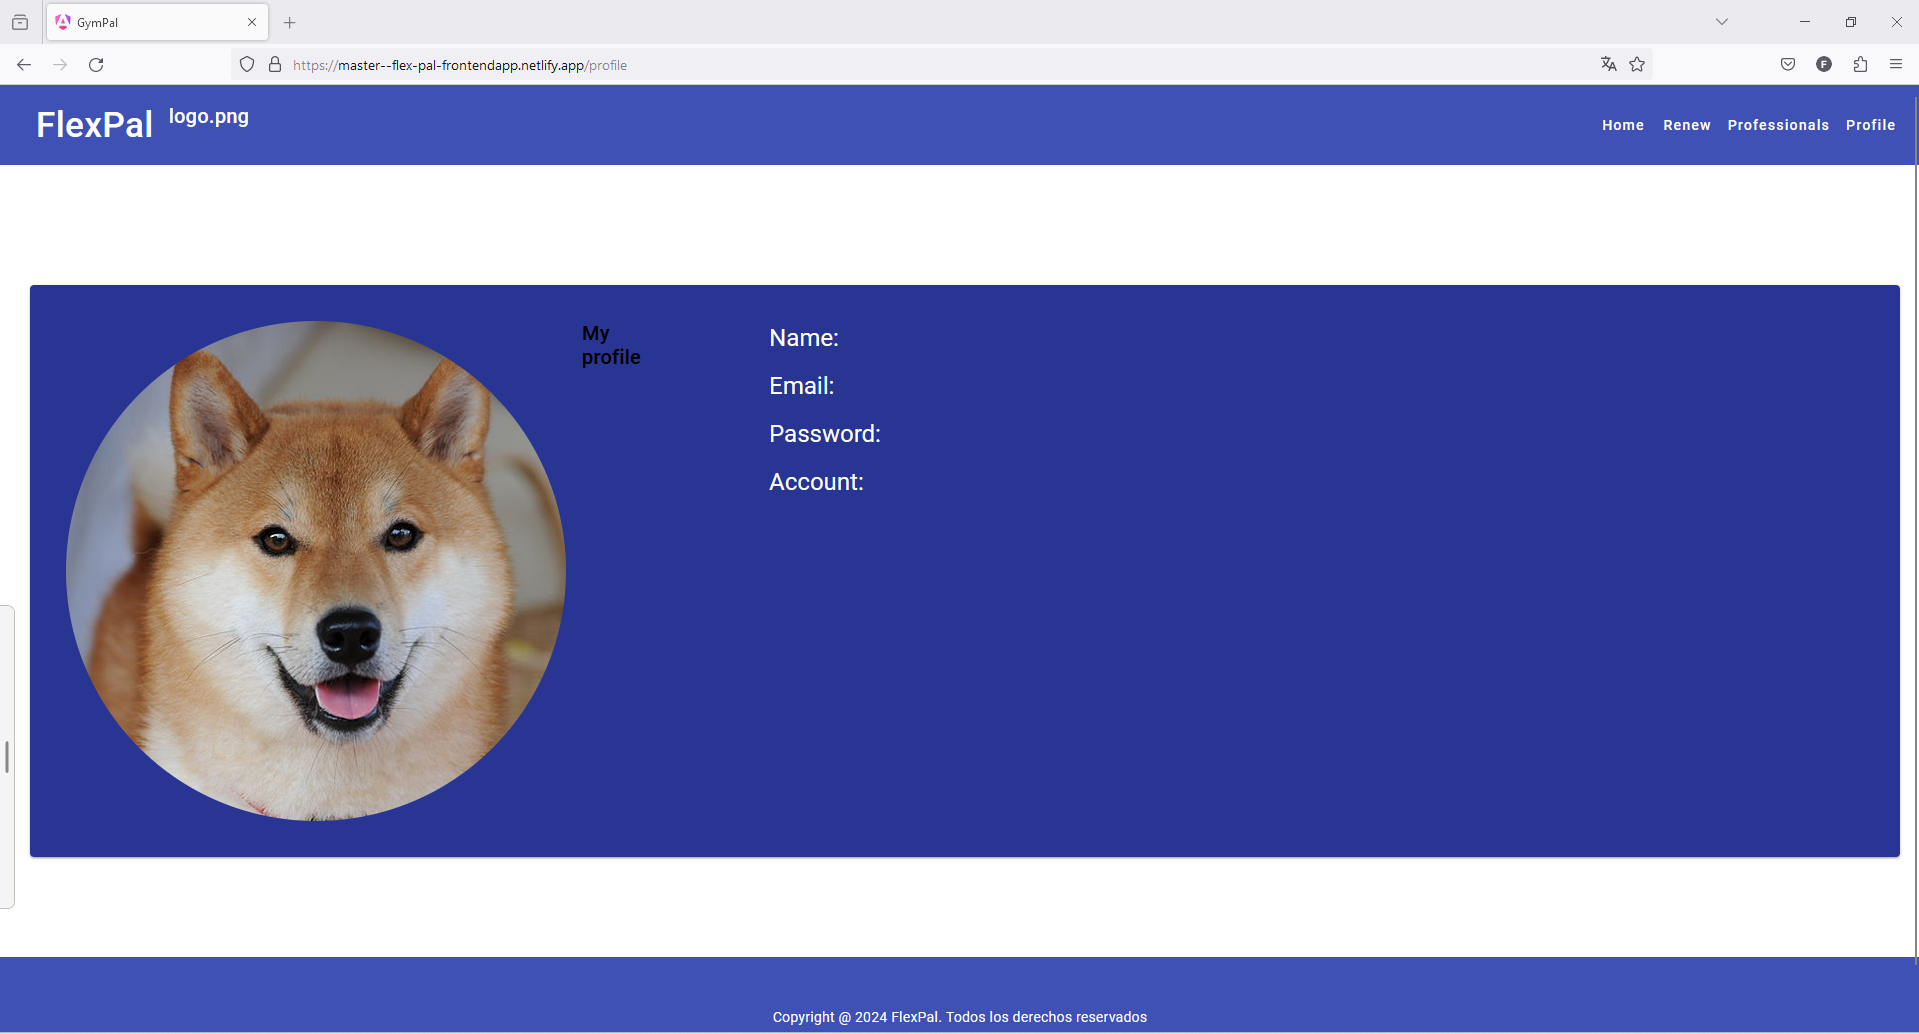 GymPal
https://master--flex-pal-frontendapp.netlify.app/profile
F
FlexPal logo.png
Home Renew Professionals Profile
My
profile
Name:
Email:
Password:
Account:
Copyright @ 2024 FlexPal. Todos los derechos reservados